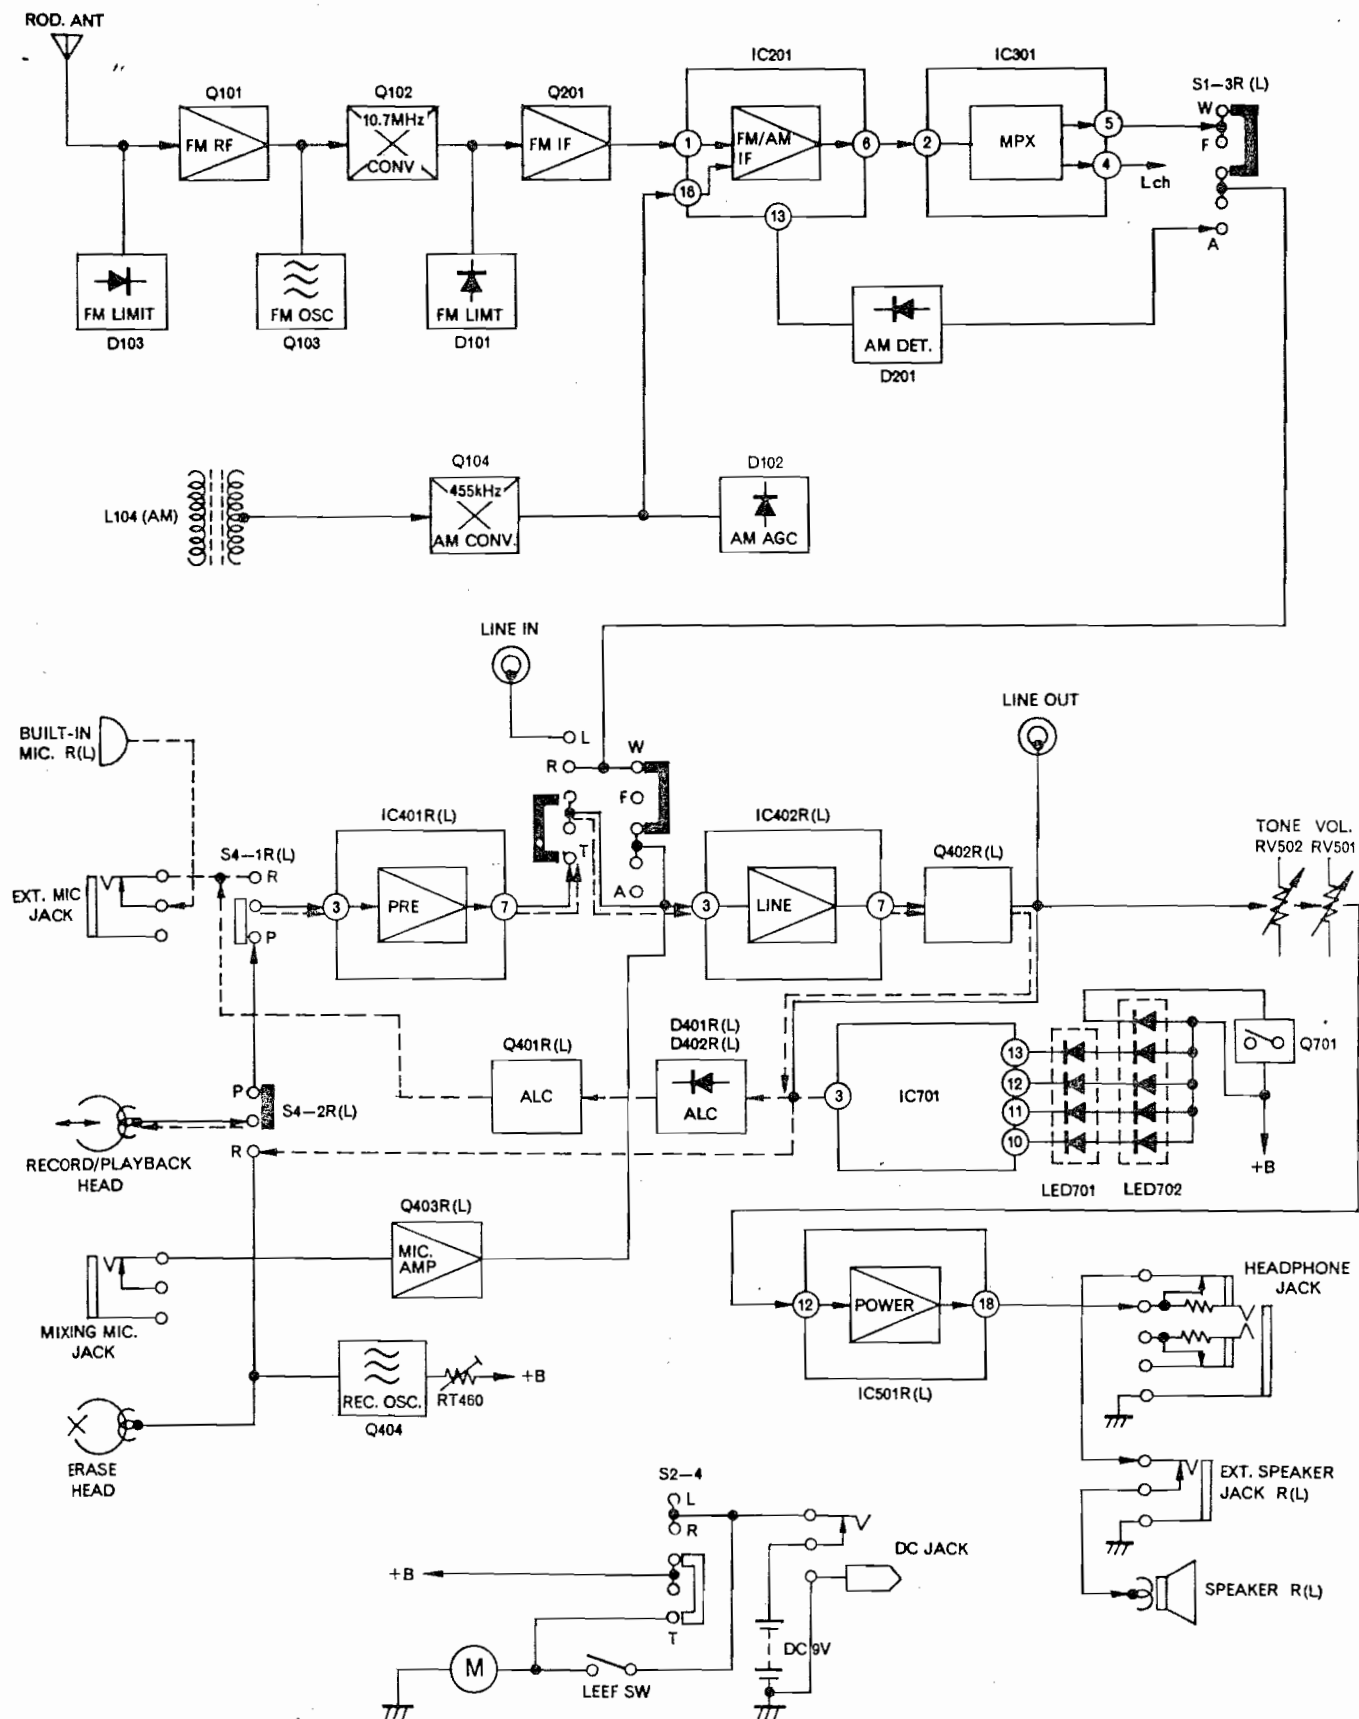 ROD. ANT
Q101
Q102
Q201
IC201
IC301
S1-3R (L)
FM RF
10.7MHz
CONV
FM IF
1
FM/AM
IF
6
2
MPX
5
W
F
16
4
L ch
13
A
FM LIMIT
D103
FM OSC
Q103
FM LIMT
D101
AM DET.
D201
Q104
D102
L104 (AM)
455kHz
AM CONV.
AM AGC
LINE IN
LINE OUT
BUILT-IN
MIC. R(L)
L
R
W
F
T
A
IC401R(L)
IC402R(L)
Q402R(L)
TONE
RV502
VOL.
RV501
S4-1R(L)
R
P
EXT. MIC
JACK
3
PRE
7
3
LINE
7
Q401R(L)
D401R(L)
D402R(L)
ALC
ALC
3
IC701
13
12
11
10
Q701
+B
LED701
LED702
P
S4-2R(L)
R
RECORD/PLAYBACK
HEAD
Q403R(L)
MIC.
AMP
MIXING MIC.
JACK
12
POWER
18
IC501R(L)
HEADPHONE
JACK
REC. OSC.
Q404
RT460
+B
ERASE
HEAD
EXT. SPEAKER
JACK R(L)
SPEAKER R(L)
S2-4
L
R
+B
T
DC JACK
DC 9V
M
LEEF SW